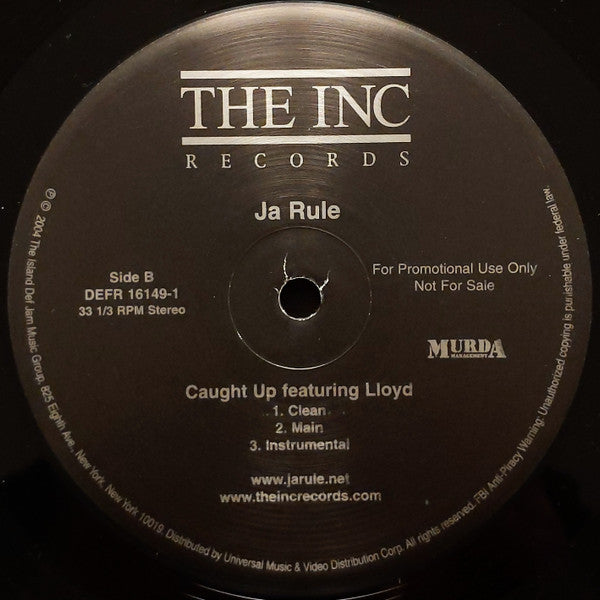 THE INC
RECORDS
Ja Rule
Side B
DEFR 16149-1
33 1/3 RPM Stereo
For Promotional Use Only
Not For Sale
MURDA
MANAGEMENT
Caught Up featuring Lloyd
1. Clean
2. Main
3. Instrumental
www.jarule.net
www.theincrecords.com
℗ © 2004 The Island Def Jam Music Group, 825 Eighth Ave., New York, New York 10019. Distributed by Universal Music & Video Distribution Corp. All rights reserved. FBI Anti-Piracy Warning: Unauthorized copying is punishable under federal law.